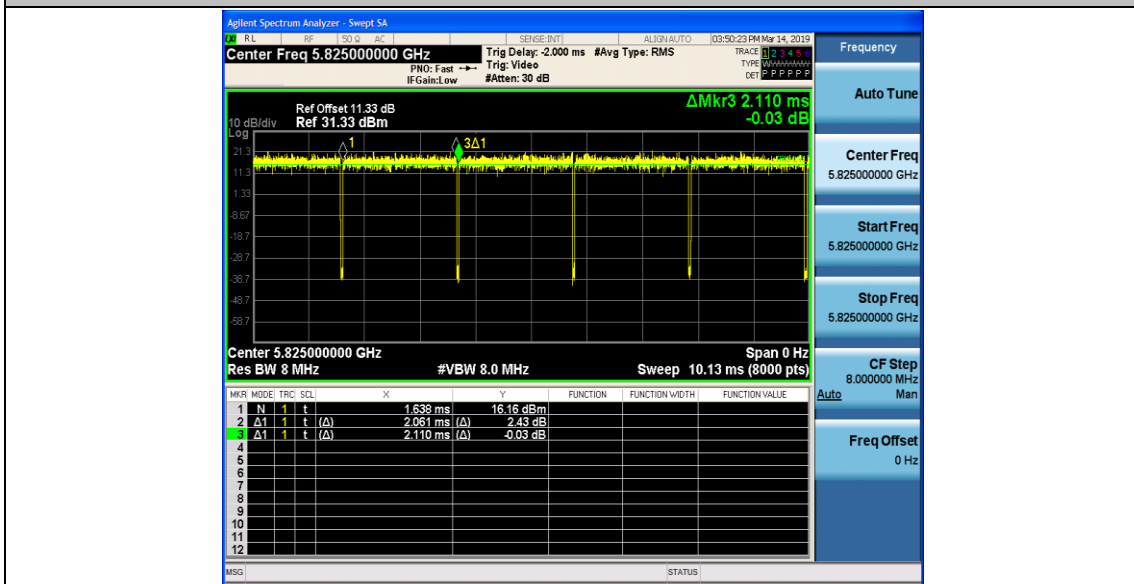 Agilent Spectrum Analyzer - Swept SA
RL RF 50 Ω AC SENSE:INT ALIGN AUTO 03:50:23 PM Mar 14, 2019
Center Freq 5.825000000 GHz
Trig Delay: -2.000 ms #Avg Type: RMS
TRACE 1 2 3 4 5 6
PNO: Fast Trig: Video
TYPE WWWWWW
IFGain:Low #Atten: 30 dB
DET P P P P P P
Frequency
Auto Tune
Center Freq
5.825000000 GHz
Start Freq
5.825000000 GHz
Stop Freq
5.825000000 GHz
CF Step
8.000000 MHz
Auto Man
Freq Offset
0 Hz
ΔMkr3 2.110 ms
-0.03 dB
Ref Offset 11.33 dB
10 dB/div Ref 31.33 dBm
Log
1
3Δ1
21.3
11.3
1.33
-8.67
-18.7
-28.7
-38.7
-48.7
-58.7
Center 5.825000000 GHz Span 0 Hz
Res BW 8 MHz #VBW 8.0 MHz Sweep 10.13 ms (8000 pts)
MKR MODE TRC SCL X Y FUNCTION FUNCTION WIDTH FUNCTION VALUE
1 N 1 t 1.638 ms 16.16 dBm
2 Δ1 1 t (Δ) 2.061 ms (Δ) 2.43 dB
3 Δ1 1 t (Δ) 2.110 ms (Δ) -0.03 dB
4
5
6
7
8
9
10
11
12
MSG STATUS